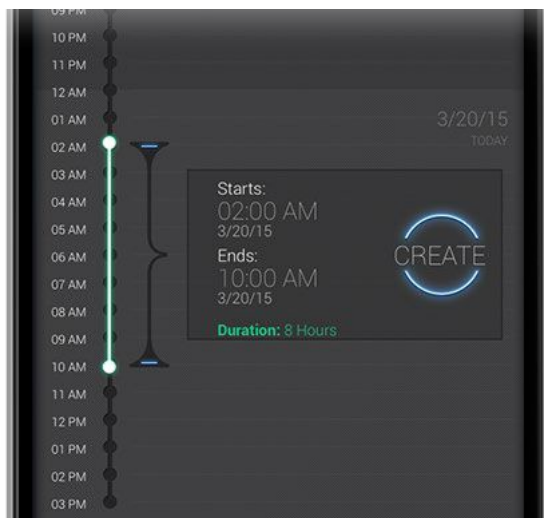 09 PM
10 PM
11 PM
12 AM
01 AM
02 AM
03 AM
04 AM
05 AM
06 AM
07 AM
08 AM
09 AM
10 AM
11 AM
12 PM
01 PM
02 PM
03 PM
3/20/15
TODAY
Starts:
02:00 AM
3/20/15
Ends:
10:00 AM
3/20/15
Duration: 8 Hours
CREATE